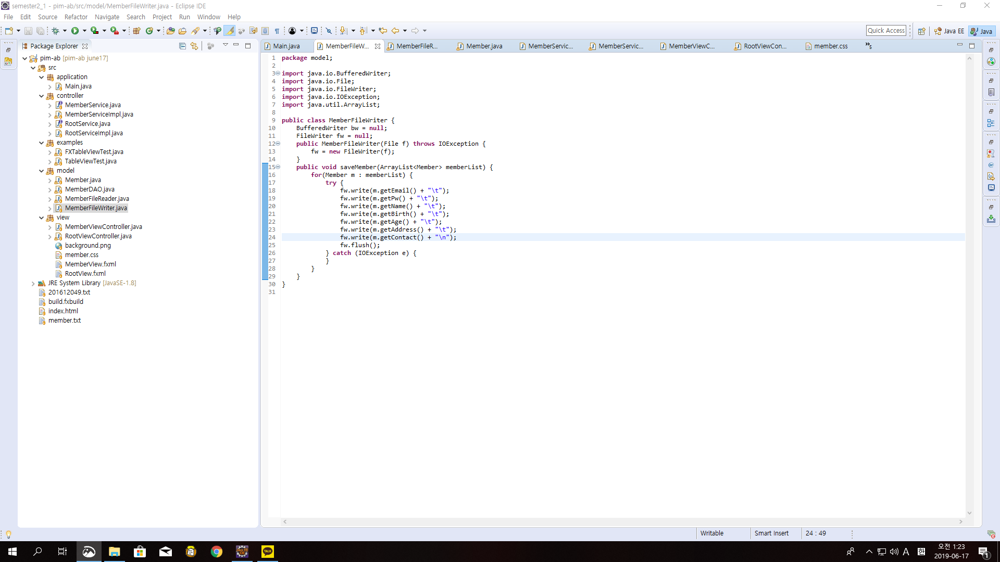 semester2_1 - pim-ab/src/model/MemberFileWriter.java - Eclipse IDE
File Edit Source Refactor Navigate Search Project Run Window Help
Quick Access Java EE Java
Package Explorer
pim-ab [pim-ab june17]
src
application
Main.java
controller
MemberService.java
MemberServiceImpl.java
RootService.java
RootServiceImpl.java
examples
FXTableViewTest.java
TableViewTest.java
model
Member.java
MemberDAO.java
MemberFileReader.java
MemberFileWriter.java
view
MemberViewController.java
RootViewController.java
background.png
member.css
MemberView.fxml
RootView.fxml
JRE System Library [JavaSE-1.8]
201612049.txt
build.fxbuild
index.html
member.txt
Main.java MemberFileW... MemberFileR... Member.java MemberServic... MemberServic... MemberViewC... RootViewCon... member.css »5
1 package model;
2
3 import java.io.BufferedWriter;
4 import java.io.File;
5 import java.io.FileWriter;
6 import java.io.IOException;
7 import java.util.ArrayList;
8
9 public class MemberFileWriter {
10 BufferedWriter bw = null;
11 FileWriter fw = null;
12 public MemberFileWriter(File f) throws IOException {
13 fw = new FileWriter(f);
14 }
15 public void saveMember(ArrayList<Member> memberList) {
16 for(Member m : memberList) {
17 try {
18 fw.write(m.getEmail() + "\t");
19 fw.write(m.getPw() + "\t");
20 fw.write(m.getName() + "\t");
21 fw.write(m.getBirth() + "\t");
22 fw.write(m.getAge() + "\t");
23 fw.write(m.getAddress() + "\t");
24 fw.write(m.getContact() + "\n");
25 fw.flush();
26 } catch (IOException e) {
27 }
28 }
29 }
30 }
31
Writable Smart Insert 24 : 49
TALK
A 한 오전 1:23
2019-06-17
1